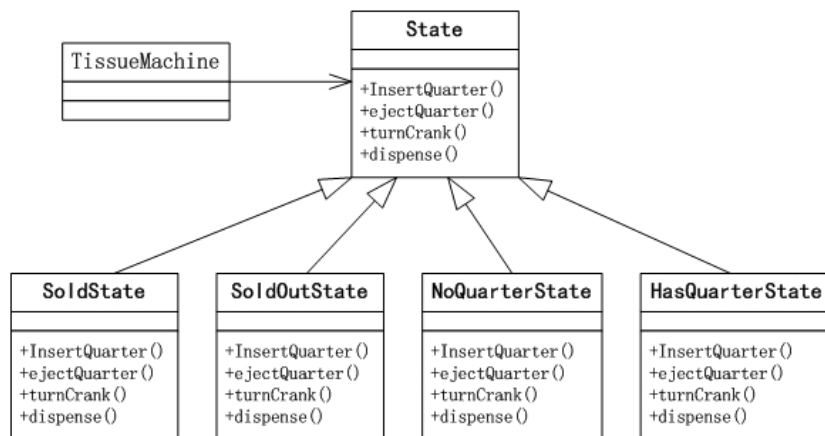 State
TissueMachine
+InsertQuarter()
+ejectQuarter()
+turnCrank()
+dispense()
SoldState
+InsertQuarter()
+ejectQuarter()
+turnCrank()
+dispense()
SoldOutState
+InsertQuarter()
+ejectQuarter()
+turnCrank()
+dispense()
NoQuarterState
+InsertQuarter()
+ejectQuarter()
+turnCrank()
+dispense()
HasQuarterState
+InsertQuarter()
+ejectQuarter()
+turnCrank()
+dispense()